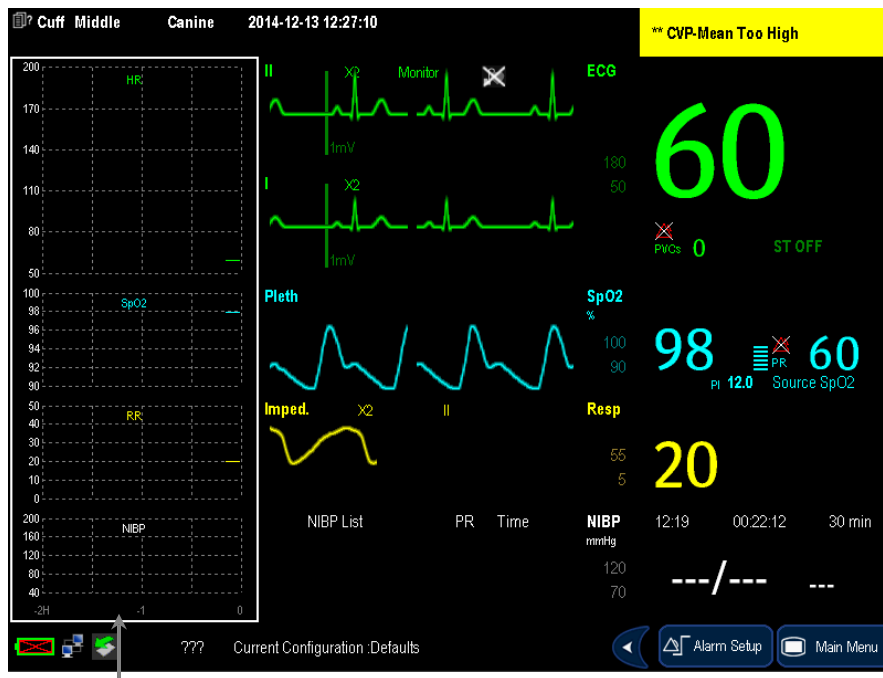 ? Cuff Middle Canine 2014-12-13 12:27:10
** CVP-Mean Too High
200
HR
170
140
110
80
50
100
SpO2
98
96
94
92
90
50
RR
40
30
20
10
0
200
NIBP
160
120
80
40
-2H -1 0
II X2 Monitor
1mV
I X2
1mV
ECG
180
50
60
PVCs 0 ST OFF
Pleth
SpO2
%
100
90
98
PR 60
PI 12.0 Source SpO2
Imped. X2 II
Resp
55
5
20
NIBP List PR Time
NIBP 12:19 00:22:12 30 min
mmHg
120
70
---/--- ---
??? Current Configuration :Defaults
Alarm Setup Main Menu